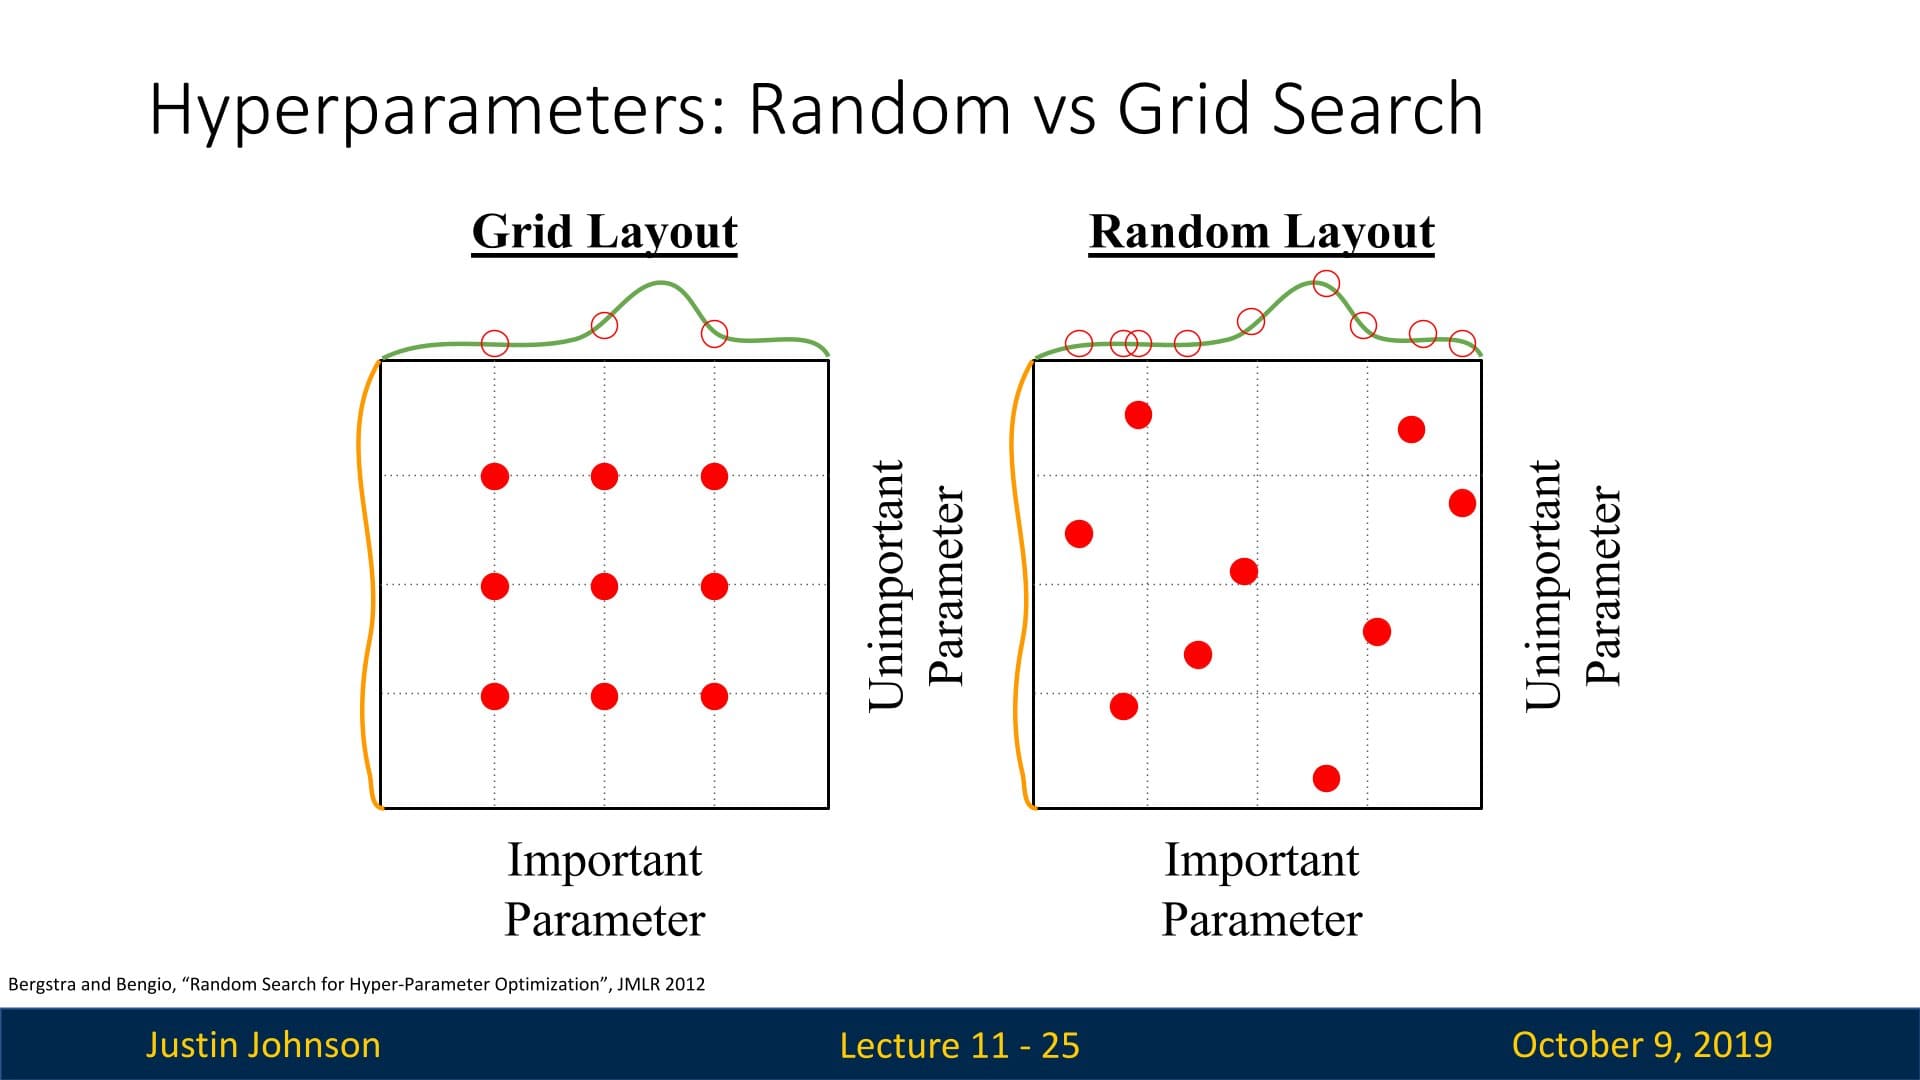 Hyperparameters: Random vs Grid Search
Grid Layout
Random Layout
Unimportant
Parameter
Unimportant
Parameter
Important
Parameter
Important
Parameter
Bergstra and Bengio, “Random Search for Hyper-Parameter Optimization”, JMLR 2012
Justin Johnson
Lecture 11 - 25
October 9, 2019